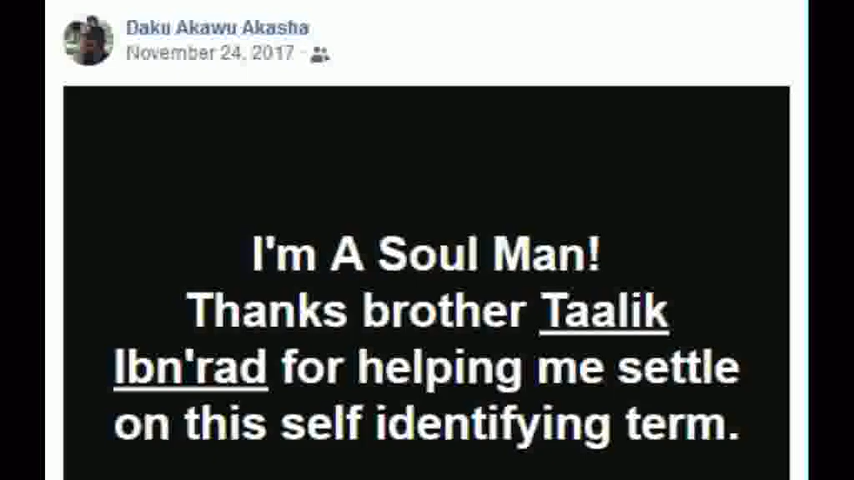 Daku Akawu Akasha
November 24, 2017 ·
I'm A Soul Man!
Thanks brother Taalik
Ibn'rad for helping me settle
on this self identifying term.